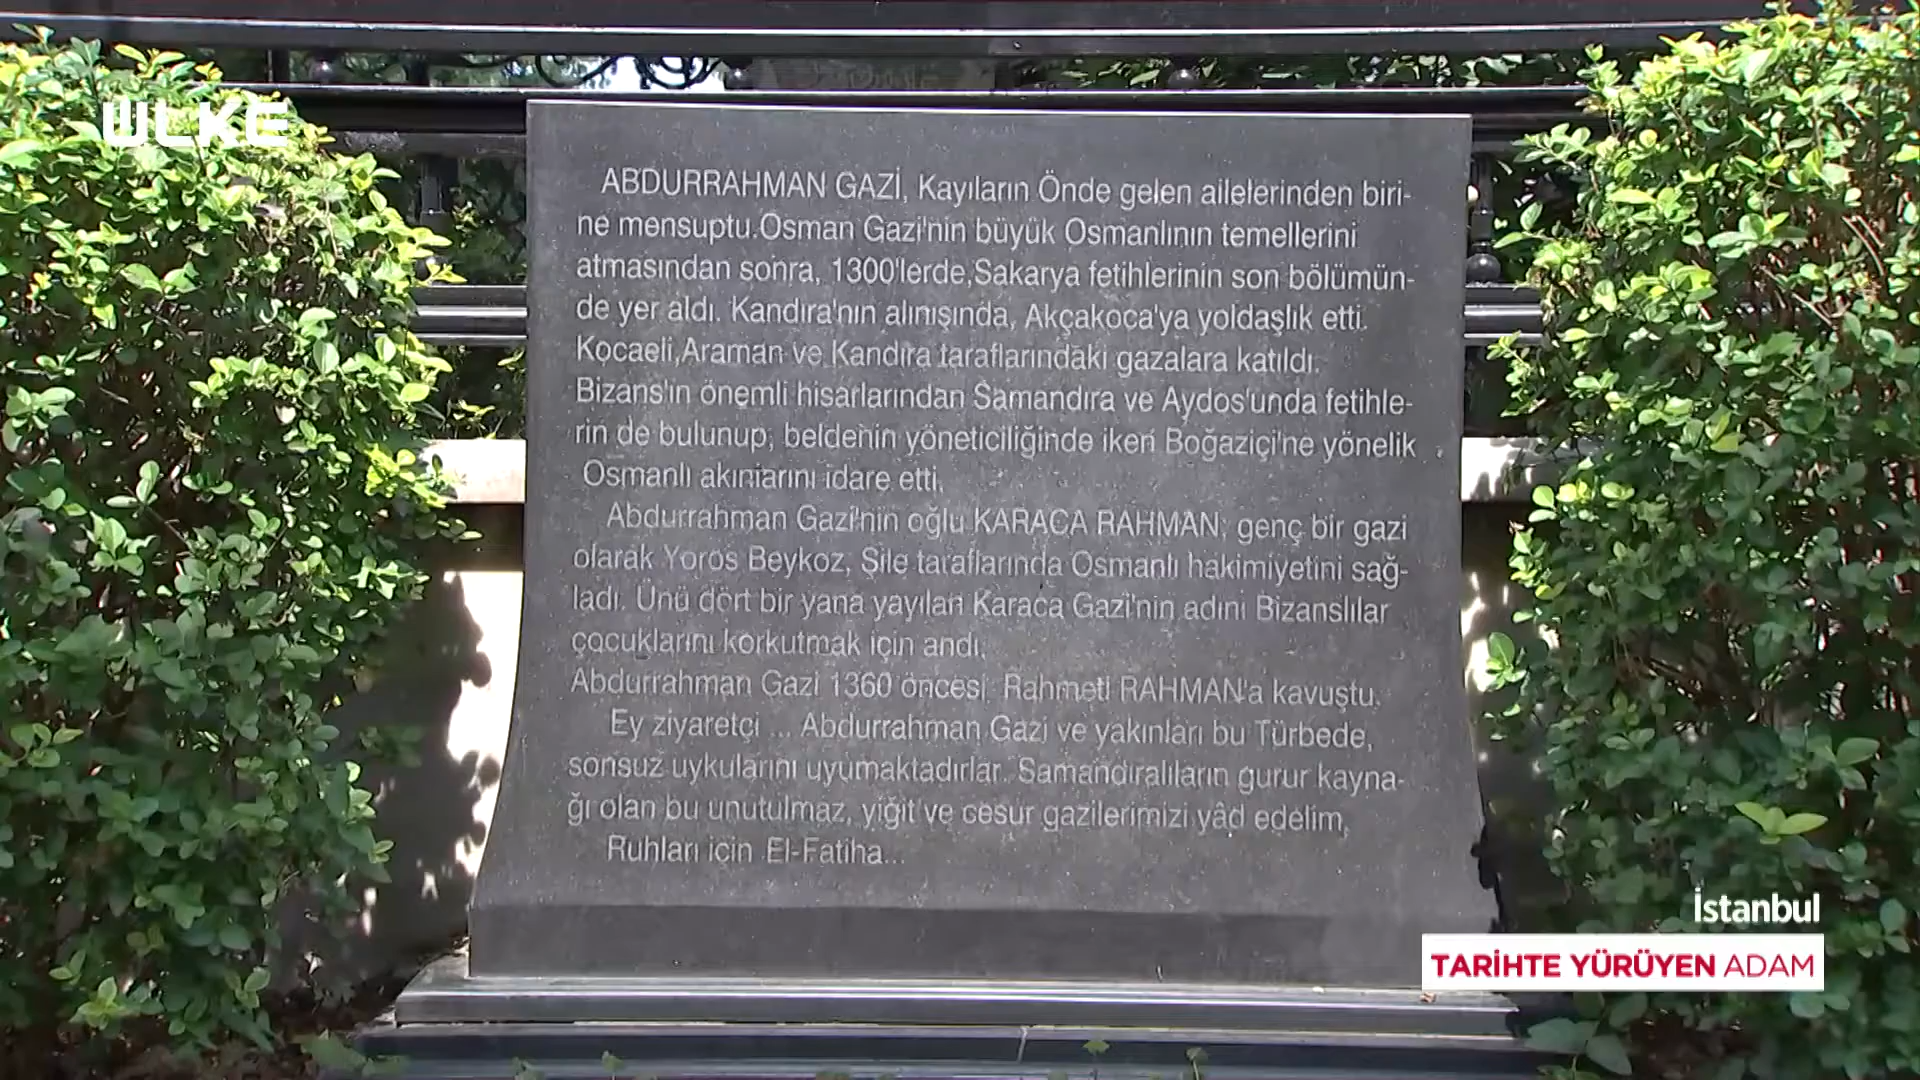 ÜLKE
ABDURRAHMAN GAZİ, Kayıların Önde gelen ailelerinden biri-
ne mensuptu.Osman Gazi'nin büyük Osmanlının temellerini
atmasından sonra, 1300'lerde,Sakarya fetihlerinin son bölümün-
de yer aldı. Kandıra'nın alınışında, Akçakoca'ya yoldaşlık etti.
Kocaeli,Araman ve Kandıra taraflarındaki gazalara katıldı.
Bizans'in önemli hisarlarından Samandıra ve Aydos'unda fetihle-
rin de bulunup, beldenin yöneticiliğinde iken Boğaziçi'ne yönelik
Osmanlı akınlarını idare etti.
Abdurrahman Gazi'nin oğlu KARACA RAHMAN; genç bir gazi
olarak Yoros Beykoz, Şile taraflarında Osmanlı hakimiyetini sağ-
ladı. Ünü dört bir yana yayılan Karaca Gazi'nin adını Bizanslılar
çocuklarını korkutmak için andı.
Abdurrahman Gazi 1360 öncesi Rahmeti RAHMAN'a kavuştu.
Ey ziyaretçi ... Abdurrahman Gazi ve yakınları bu Türbede,
sonsuz uykularını uyumaktadırlar. Samandıralıların gurur kayna-
ğı olan bu unutulmaz, yiğit ve cesur gazilerimizi yâd edelim,
Ruhları için El-Fatiha...
İstanbul
TARİHTE YÜRÜYEN ADAM